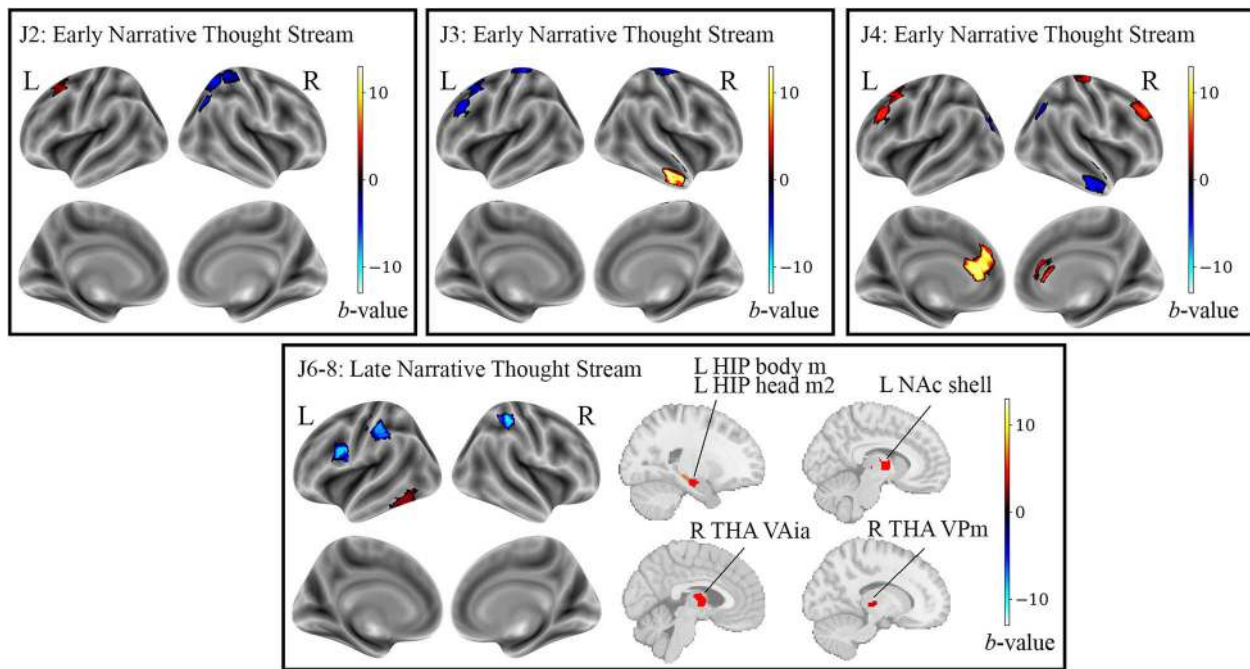 J2: Early Narrative Thought Stream
L
R
10
0
−10
b-value
J3: Early Narrative Thought Stream
L
R
10
0
−10
b-value
J4: Early Narrative Thought Stream
L
R
10
0
−10
b-value
J6-8: Late Narrative Thought Stream
L
R
L HIP body m
L HIP head m2
L NAc shell
R THA VAia
R THA VPm
10
0
−10
b-value